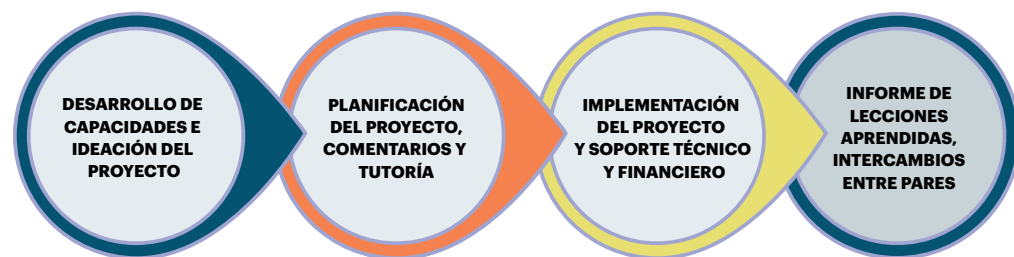 DESARROLLO DE
CAPACIDADES E
IDEACIÓN DEL
PROYECTO
PLANIFICACIÓN
DEL PROYECTO,
COMENTARIOS Y
TUTORÍA
IMPLEMENTACIÓN
DEL PROYECTO
Y SOPORTE TÉCNICO
Y FINANCIERO
INFORME DE
LECCIONES
APRENDIDAS,
INTERCAMBIOS
ENTRE PARES